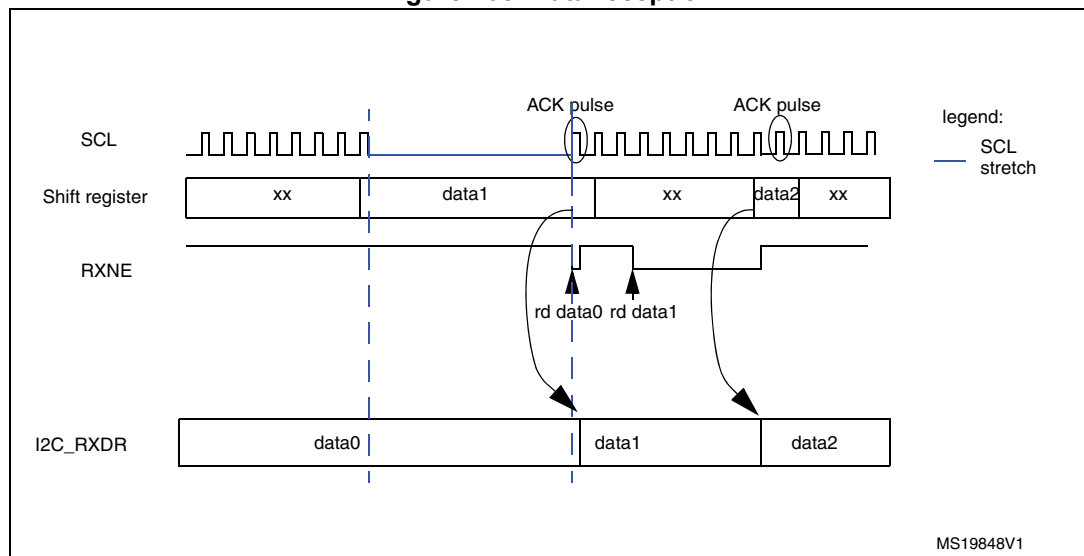 ACK pulse ACK pulse
legend:
SCL
SCL
stretch
Shift register xx data1 xx data2 xx
RXNE
rd data0 rd data1
I2C_RXDR data0 data1 data2
MS19848V1